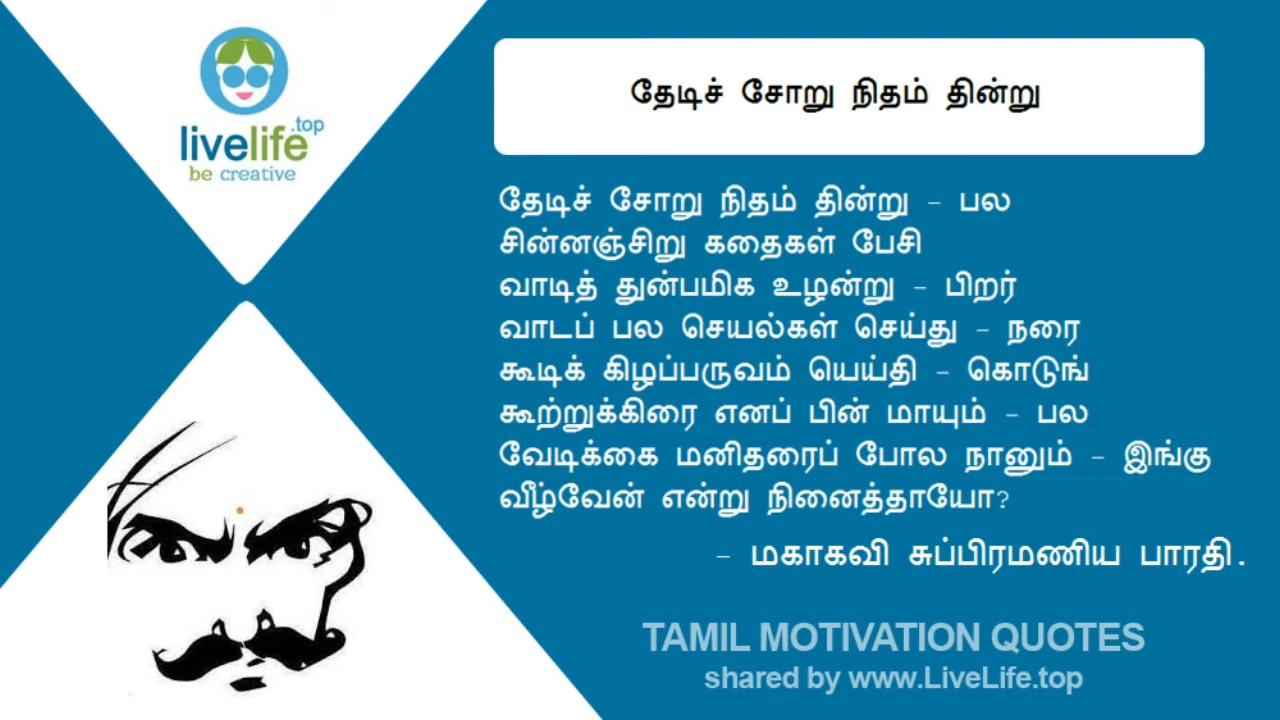 .top
livelife
be creative
தேடிச் சோறு நிதம் தின்று
தேடிச் சோறு நிதம் தின்று - பல
சின்னஞ்சிறு கதைகள் பேசி
வாடித் துன்பமிக உழன்று - பிறர்
வாடப் பல செயல்கள் செய்து - நரை
கூடிக் கிழப்பருவம் யெய்தி - கொடுங்
கூற்றுக்கிரை எனப் பின் மாயும் - பல
வேடிக்கை மனிதரைப் போல நானும் - இங்கு
வீழ்வேன் என்று நினைத்தாயோ?
- மகாகவி சுப்பிரமணிய பாரதி.
TAMIL MOTIVATION QUOTES
shared by www.LiveLife.top